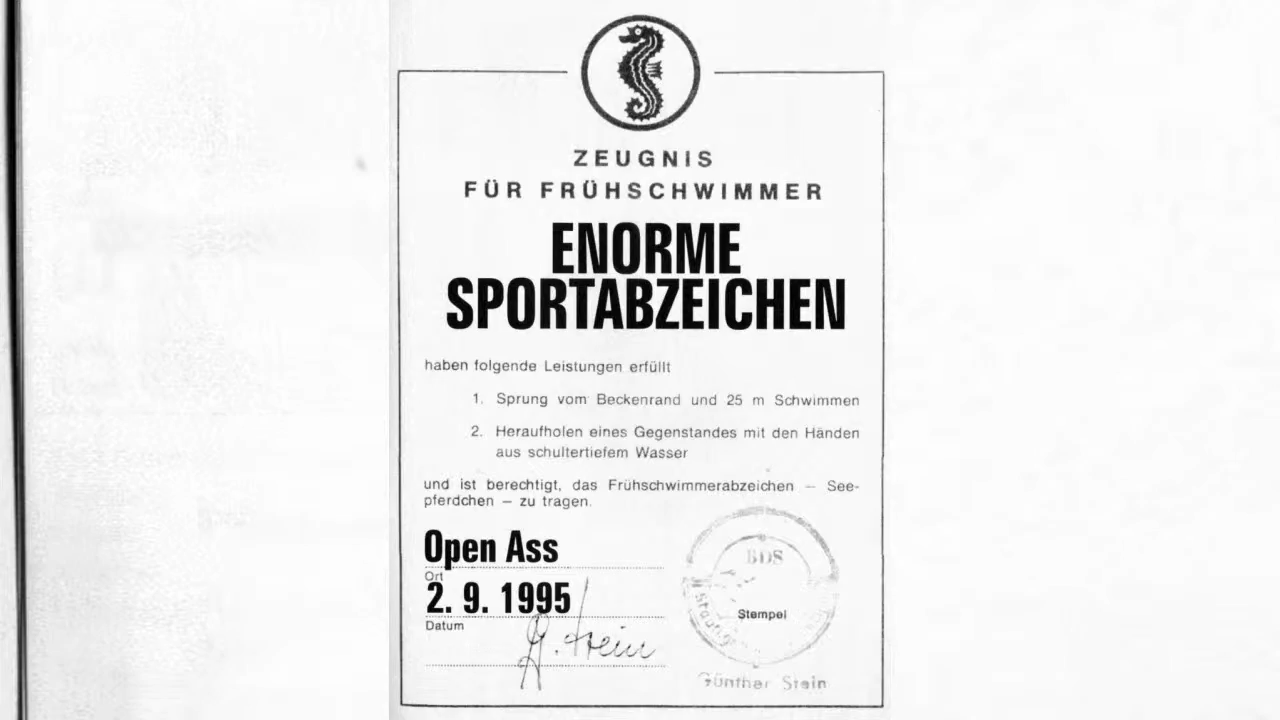 ZEUGNIS
FÜR FRÜHSCHWIMMER
ENORME
SPORTABZEICHEN
haben folgende Leistungen erfüllt
1. Sprung vom Beckenrand und 25 m Schwimmen
2. Heraufholen eines Gegenstandes mit den Händen
aus schultertiefem Wasser
und ist berechtigt, das Frühschwimmerabzeichen — See-
pferdchen — zu tragen.
Open Ass
Ort
2. 9. 1995
Datum
G. Stein
BDS
Stempel
Günther Stein